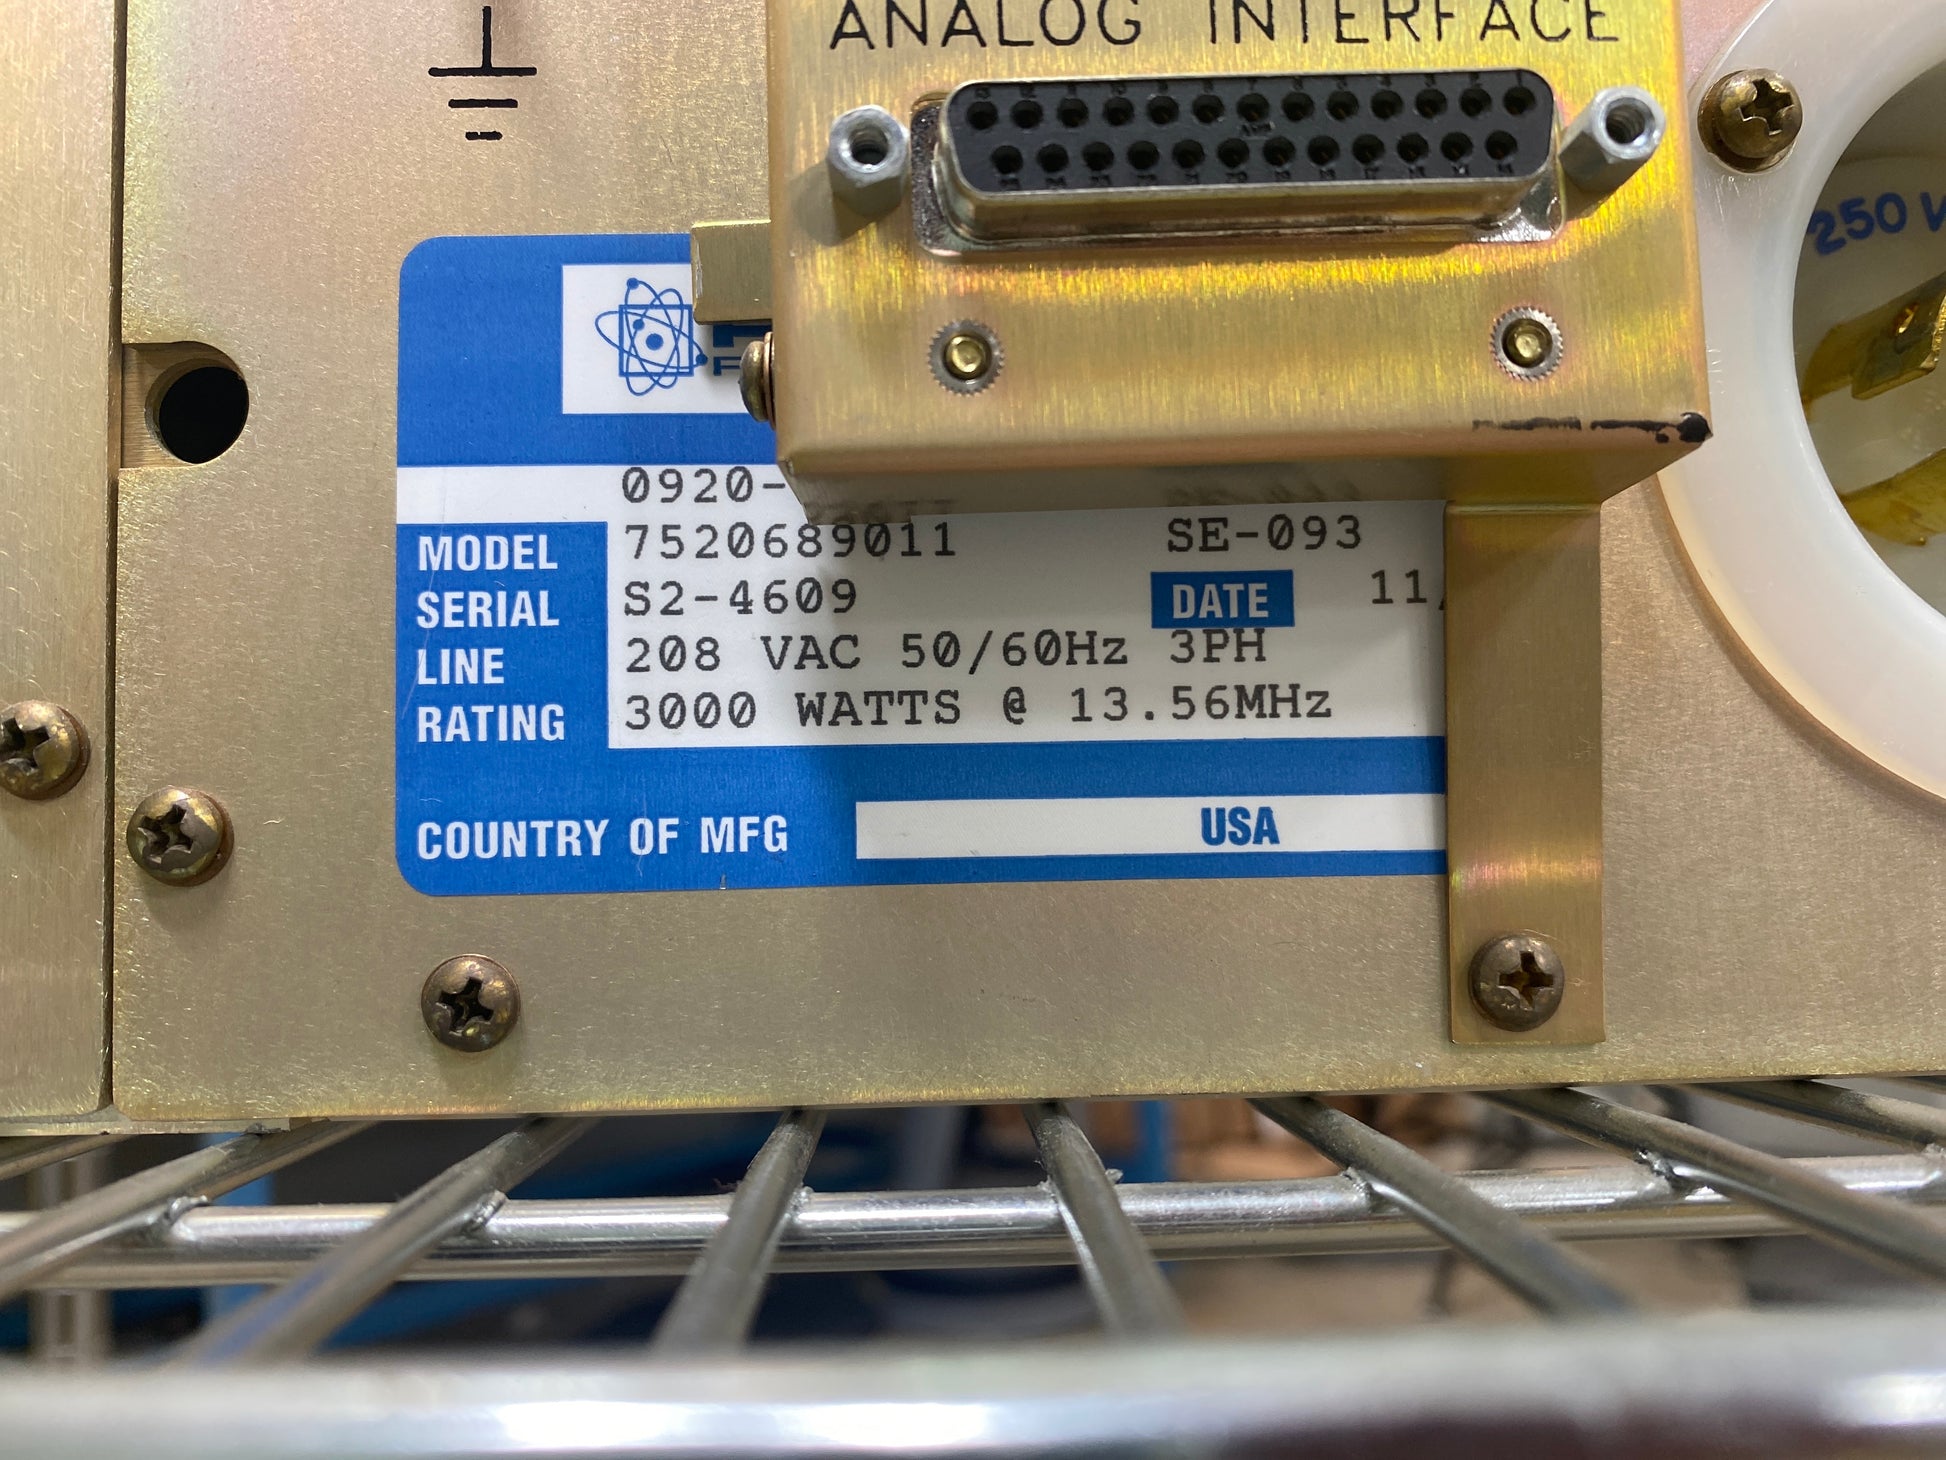 ANALOG INTERFACE
250 V
0920-
MODEL 7520689011 SE-093
SERIAL S2-4609 DATE 11/
LINE 208 VAC 50/60Hz 3PH
RATING 3000 WATTS @ 13.56MHz
COUNTRY OF MFG USA